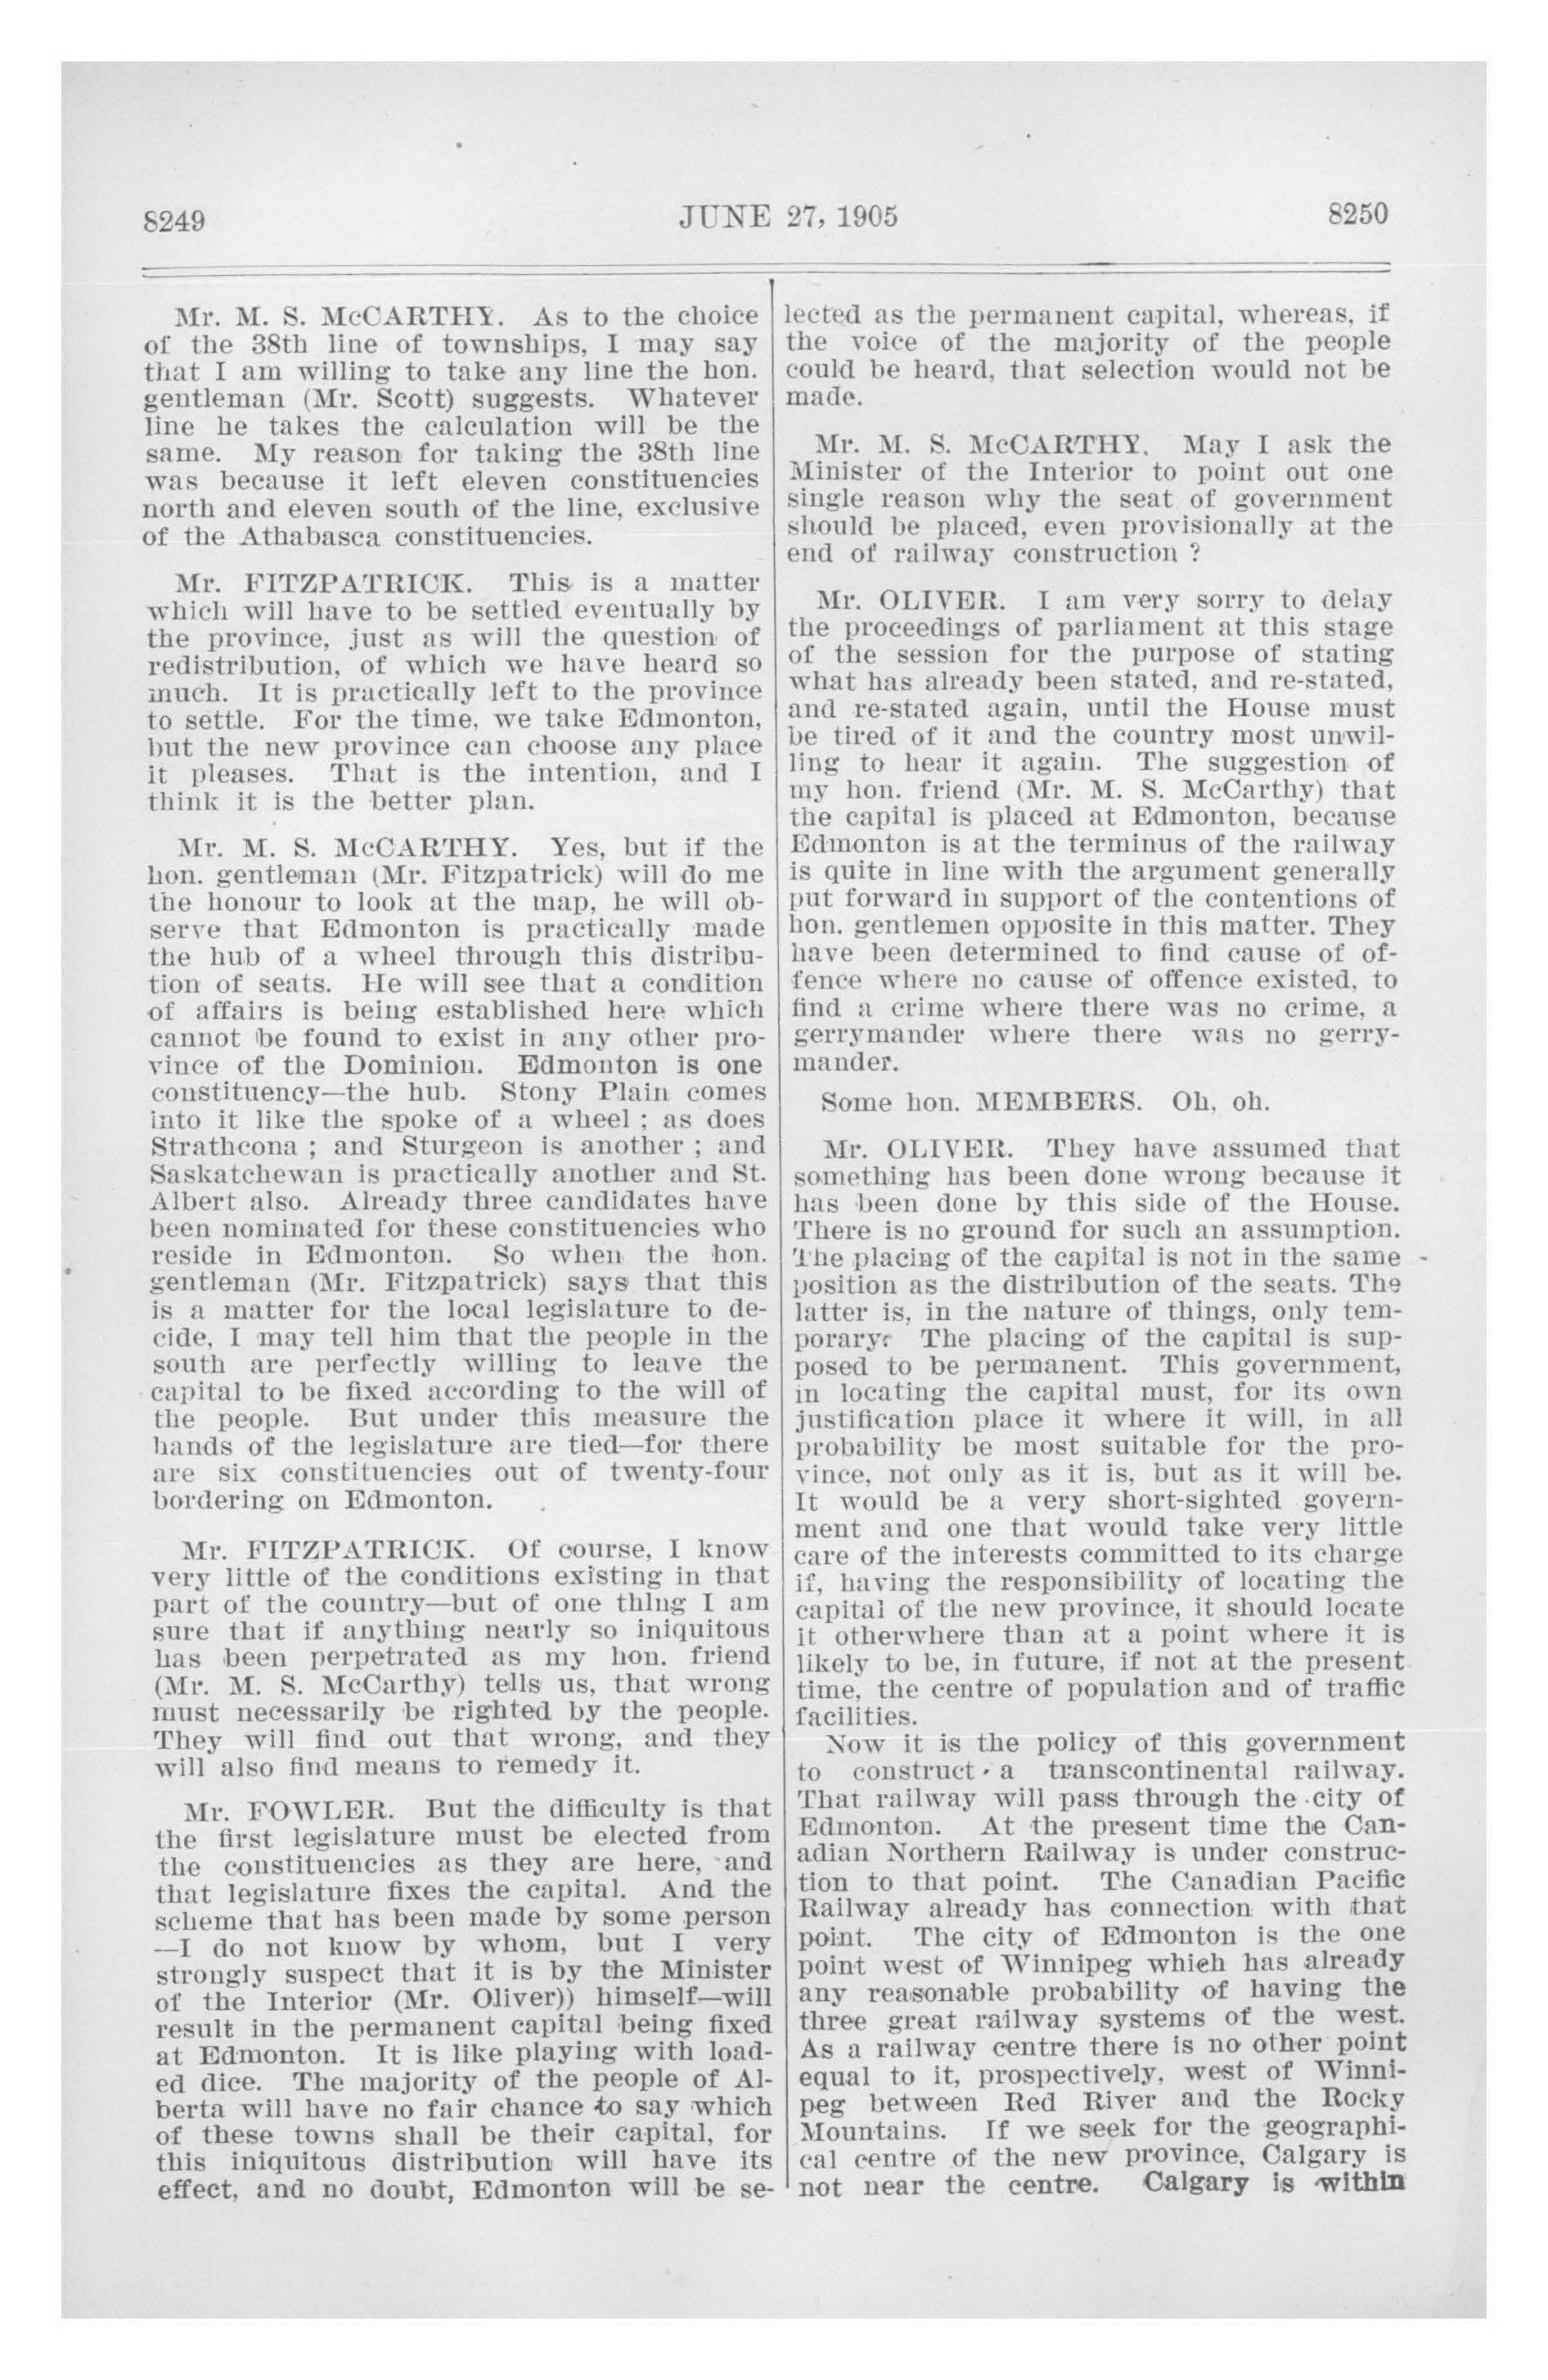 8249
JUNE 27, 1905
8250
Mr. M. S. McCARTHY. As to the choice
of the 38th line of townships, I may say
that I am willing to take any line the hon.
gentleman (Mr. Scott) suggests. Whatever
line he takes the calculation will be the
same. My reason for taking the 38th line
was because it left eleven constituencies
north and eleven south of the line, exclusive
of the Athabasca constituencies.
Mr. FITZPATRICK. This is a matter
which will have to be settled eventually by
the province, just as will the question of
redistribution, of which we have heard so
much. It is practically left to the province
to settle. For the time, we take Edmonton,
but the new province can choose any place
it pleases. That is the intention, and I
think it is the better plan.
Mr. M. S. McCARTHY. Yes, but if the
hon. gentleman (Mr. Fitzpatrick) will do me
the honour to look at the map, he will ob-
serve that Edmonton is practically made
the hub of a wheel through this distribu-
tion of seats. He will see that a condition
of affairs is being established here which
cannot be found to exist in any other pro-
vince of the Dominion. Edmonton is one
constituency—the hub. Stony Plain comes
into it like the spoke of a wheel ; as does
Strathcona ; and Sturgeon is another ; and
Saskatchewan is practically another and St.
Albert also. Already three candidates have
been nominated for these constituencies who
reside in Edmonton. So when the hon.
gentleman (Mr. Fitzpatrick) says that this
is a matter for the local legislature to de-
cide, I may tell him that the people in the
south are perfectly willing to leave the
capital to be fixed according to the will of
the people. But under this measure the
hands of the legislature are tied—for there
are six constituencies out of twenty-four
bordering on Edmonton.
Mr. FITZPATRICK. Of course, I know
very little of the conditions existing in that
part of the country—but of one thing I am
sure that if anything nearly so iniquitous
has been perpetrated as my hon. friend
(Mr. M. S. McCarthy) tells us, that wrong
must necessarily be righted by the people.
They will find out that wrong, and they
will also find means to remedy it.
Mr. FOWLER. But the difficulty is that
the first legislature must be elected from
the constituencies as they are here, and
that legislature fixes the capital. And the
scheme that has been made by some person
—I do not know by whom, but I very
strongly suspect that it is by the Minister
of the Interior (Mr. Oliver)) himself—will
result in the permanent capital being fixed
at Edmonton. It is like playing with load-
ed dice. The majority of the people of Al-
berta will have no fair chance to say which
of these towns shall be their capital, for
this iniquitous distribution will have its
effect, and no doubt, Edmonton will be se-
lected as the permanent capital, whereas, if
the voice of the majority of the people
could be heard, that selection would not be
made.
Mr. M. S. McCARTHY. May I ask the
Minister of the Interior to point out one
single reason why the seat of government
should be placed, even provisionally at the
end of railway construction ?
Mr. OLIVER. I am very sorry to delay
the proceedings of parliament at this stage
of the session for the purpose of stating
what has already been stated, and re-stated,
and re-stated again, until the House must
be tired of it and the country most unwil-
ling to hear it again. The suggestion of
my hon. friend (Mr. M. S. McCarthy) that
the capital is placed at Edmonton, because
Edmonton is at the terminus of the railway
is quite in line with the argument generally
put forward in support of the contentions of
hon. gentlemen opposite in this matter. They
have been determined to find cause of of-
fence where no cause of offence existed, to
find a crime where there was no crime, a
gerrymander where there was no gerry-
mander.
Some hon. MEMBERS. Oh, oh.
Mr. OLIVER. They have assumed that
something has been done wrong because it
has been done by this side of the House.
There is no ground for such an assumption.
The placing of the capital is not in the same
position as the distribution of the seats. The
latter is, in the nature of things, only tem-
porary. The placing of the capital is sup-
posed to be permanent. This government,
in locating the capital must, for its own
justification place it where it will, in all
probability be most suitable for the pro-
vince, not only as it is, but as it will be.
It would be a very short-sighted govern-
ment and one that would take very little
care of the interests committed to its charge
if, having the responsibility of locating the
capital of the new province, it should locate
it otherwhere than at a point where it is
likely to be, in future, if not at the present
time, the centre of population and of traffic
facilities.
Now it is the policy of this government
to construct a transcontinental railway.
That railway will pass through the city of
Edmonton. At the present time the Can-
adian Northern Railway is under construc-
tion to that point. The Canadian Pacific
Railway already has connection with that
point. The city of Edmonton is the one
point west of Winnipeg which has already
any reasonable probability of having the
three great railway systems of the west.
As a railway centre there is no other point
equal to it, prospectively, west of Winni-
peg between Red River and the Rocky
Mountains. If we seek for the geographi-
cal centre of the new province, Calgary is
not near the centre. Calgary is within